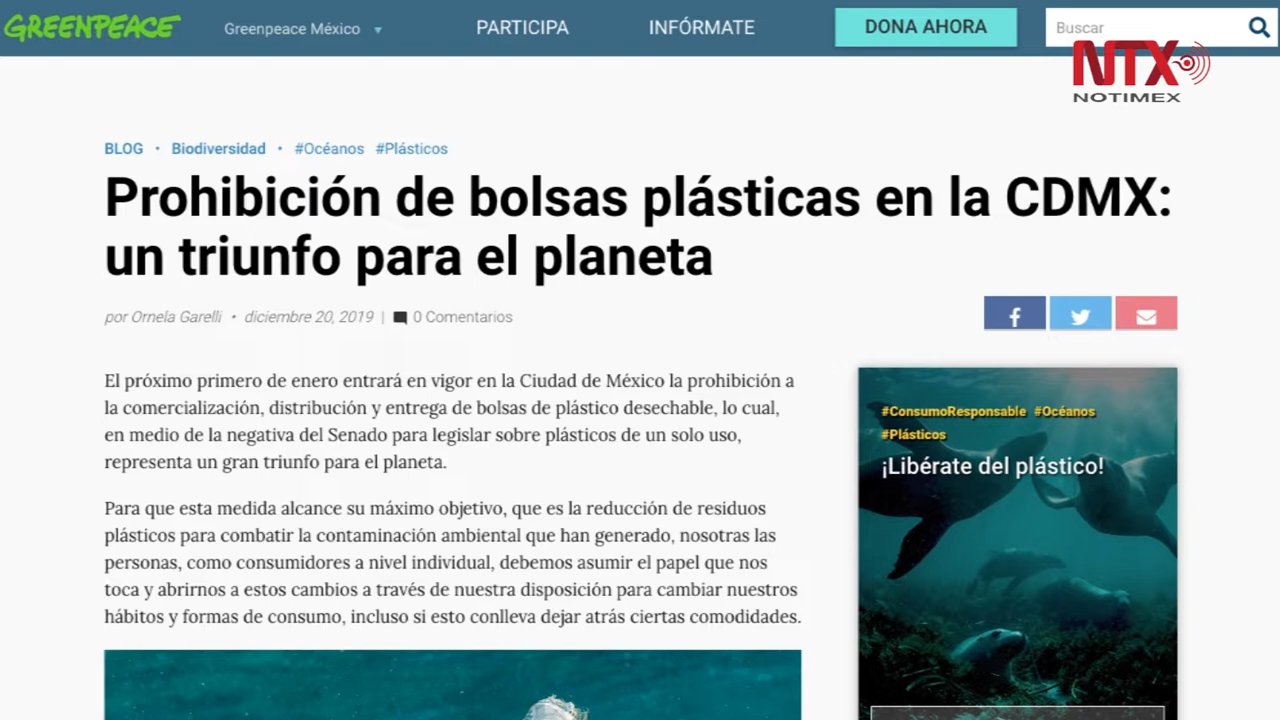 GREENPEACE
Greenpeace México
PARTICIPA
INFÓRMATE
DONA AHORA
Buscar
NTX
NOTIMEX
BLOG • Biodiversidad • #Océanos #Plásticos
Prohibición de bolsas plásticas en la CDMX:
un triunfo para el planeta
por Ornela Garelli • diciembre 20, 2019 | 0 Comentarios
El próximo primero de enero entrará en vigor en la Ciudad de México la prohibición a
la comercialización, distribución y entrega de bolsas de plástico desechable, lo cual,
en medio de la negativa del Senado para legislar sobre plásticos de un solo uso,
representa un gran triunfo para el planeta.
Para que esta medida alcance su máximo objetivo, que es la reducción de residuos
plásticos para combatir la contaminación ambiental que han generado, nosotras las
personas, como consumidores a nivel individual, debemos asumir el papel que nos
toca y abrirnos a estos cambios a través de nuestra disposición para cambiar nuestros
hábitos y formas de consumo, incluso si esto conlleva dejar atrás ciertas comodidades.
#ConsumoResponsable #Océanos
#Plásticos
¡Libérate del plástico!